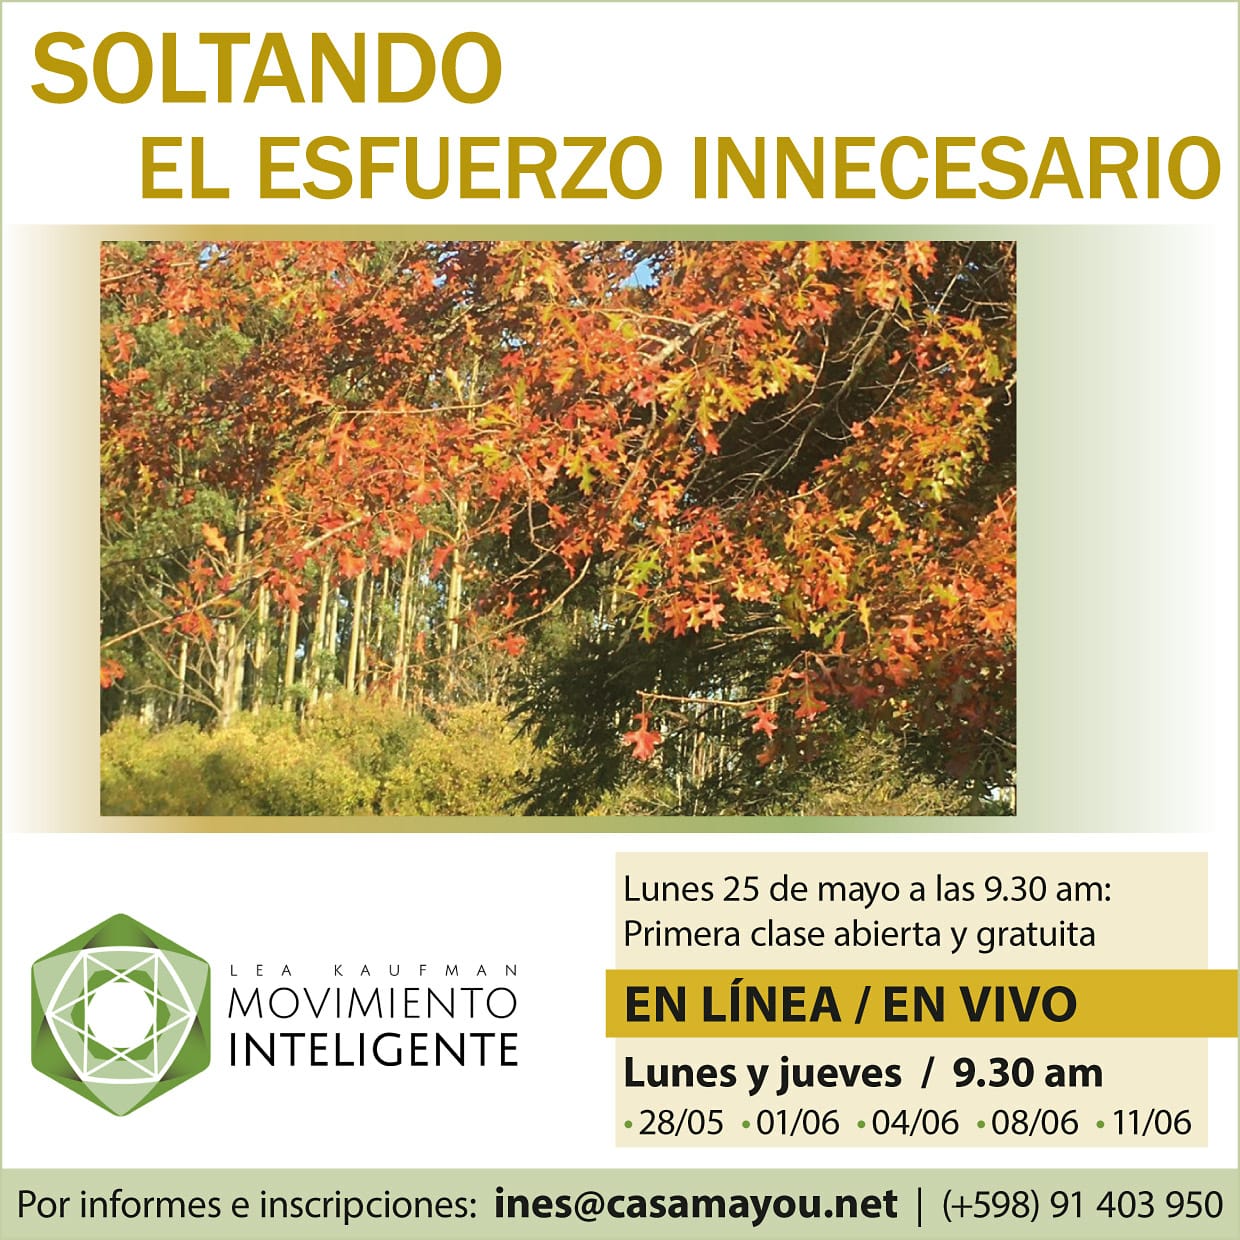 SOLTANDO
EL ESFUERZO INNECESARIO
Lunes 25 de mayo a las 9.30 am:
Primera clase abierta y gratuita
EN LÍNEA / EN VIVO
Lunes y jueves / 9.30 am
• 28/05 • 01/06 • 04/06 • 08/06 • 11/06
LEA KAUFMAN
MOVIMIENTO
INTELIGENTE
Por informes e inscripciones: ines@casamayou.net | (+598) 91 403 950